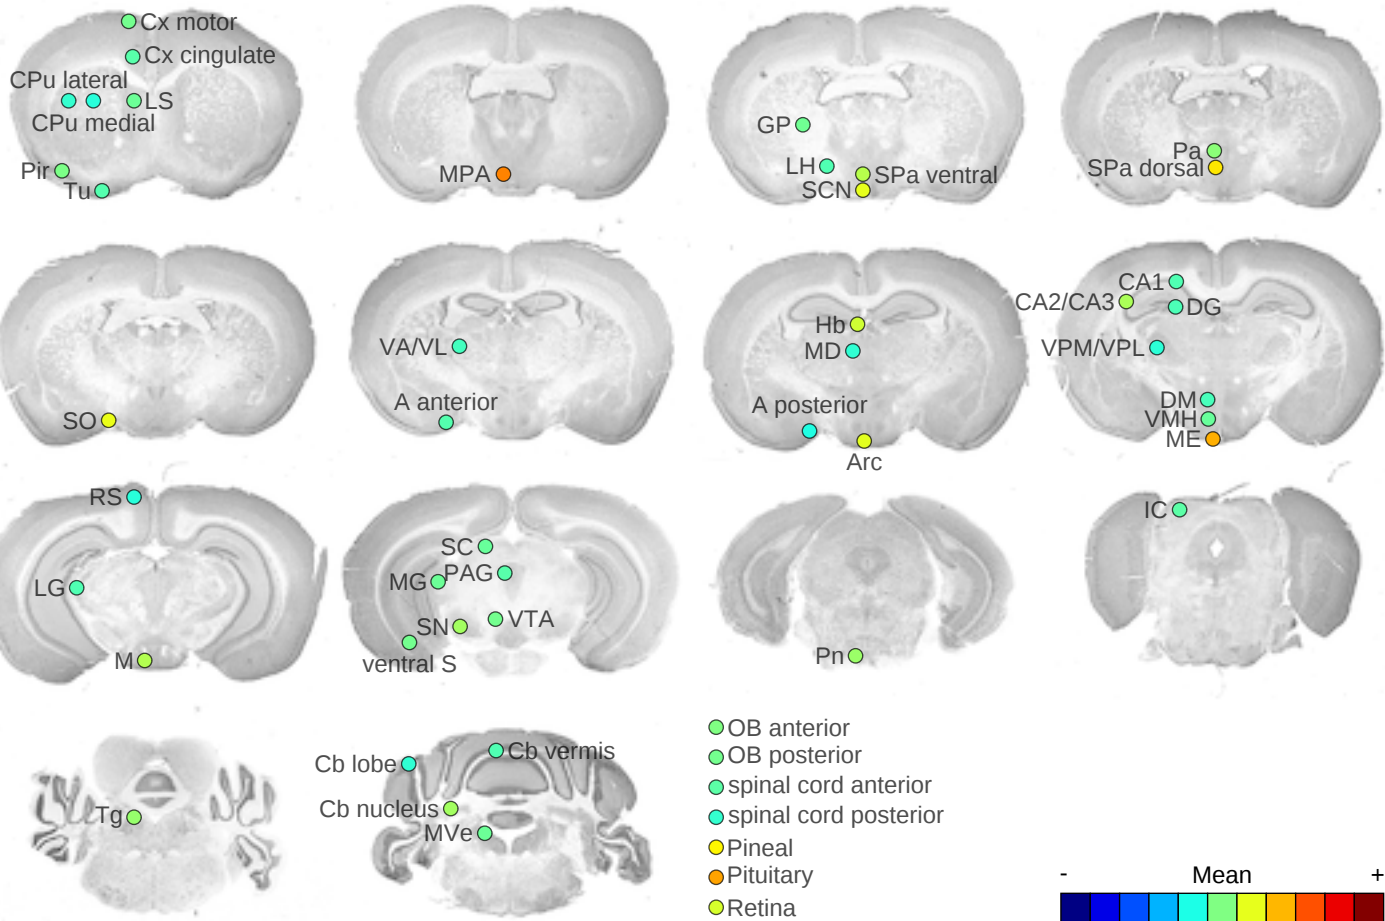 Cx motor
Cx cingulate
CPu lateral
LS
CPu medial
Pir
Tu
MPA
GP
LH
SPa ventral
SCN
Pa
SPa dorsal
SO
VA/VL
A anterior
Hb
MD
A posterior
Arc
CA1
CA2/CA3
DG
VPM/VPL
DM
VMH
ME
RS
LG
M
SC
MG
PAG
SN
VTA
ventral S
Pn
IC
Tg
Cb lobe
Cb vermis
Cb nucleus
MVe
OB anterior
OB posterior
spinal cord anterior
spinal cord posterior
Pineal
Pituitary
Retina
- Mean +